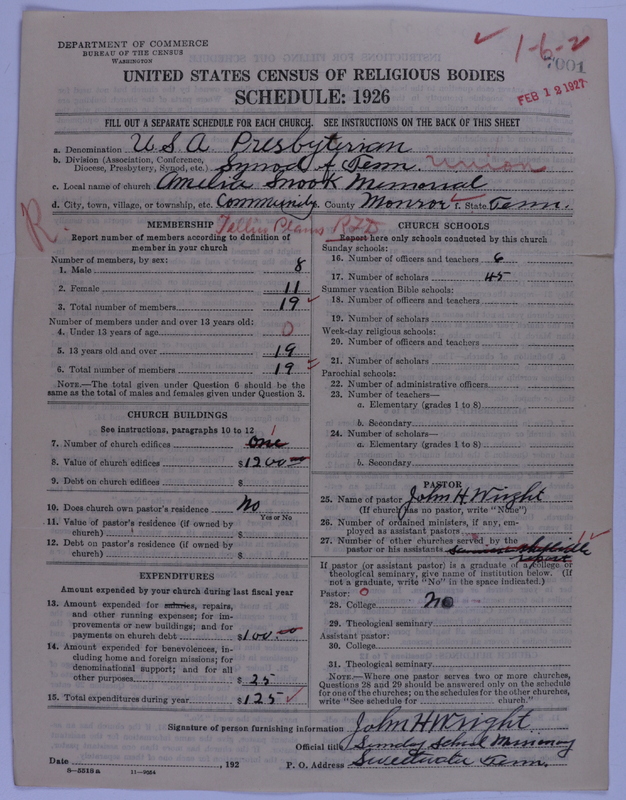 DEPARTMENT OF COMMERCE
BUREAU OF THE CENSUS
WASHINGTON
1-6-2
001
FEB 12 1927
UNITED STATES CENSUS OF RELIGIOUS BODIES
SCHEDULE: 1926
FILL OUT A SEPARATE SCHEDULE FOR EACH CHURCH. SEE INSTRUCTIONS ON THE BACK OF THIS SHEET
a. Denomination U.S.A. Presbyterian
b. Division (Association, Conference, Diocese, Presbytery, Synod, etc.) Synod of Tenn. Union
c. Local name of church Amelia Snook Memorial
d. City, town, village, or township, etc. Community County Monroe f. State Tenn.
R. Tellico Plains RFD
MEMBERSHIP
Report number of members according to definition of
member in your church
Number of members, by sex:
1. Male 8
2. Female 11
3. Total number of members 19
Number of members under and over 13 years old:
4. Under 13 years of age 0
5. 13 years old and over 19
6. Total number of members 19
NOTE.—The total given under Question 6 should be the
same as the total of males and females given under Question 3.
CHURCH BUILDINGS
See instructions, paragraphs 10 to 12
7. Number of church edifices one 1
8. Value of church edifices $1200 00
9. Debt on church edifices $
10. Does church own pastor's residence No
Yes or No
11. Value of pastor's residence (if owned by
church) $
12. Debt on pastor's residence (if owned by
church) $
EXPENDITURES
Amount expended by your church during last fiscal year
13. Amount expended for salaries, repairs,
and other running expenses; for im-
provements or new buildings; and for
payments on church debt $100.00
14. Amount expended for benevolences, in-
cluding home and foreign missions; for
denominational support; and for all
other purposes $25
15. Total expenditures during year $125
CHURCH SCHOOLS
Report here only schools conducted by this church
Sunday schools:
16. Number of officers and teachers 6
17. Number of scholars 45
Summer vacation Bible schools:
18. Number of officers and teachers
19. Number of scholars
Week-day religious schools:
20. Number of officers and teachers
21. Number of scholars
Parochial schools:
22. Number of administrative officers
23. Number of teachers—
a. Elementary (grades 1 to 8)
b. Secondary
24. Number of scholars—
a. Elementary (grades 1 to 8)
b. Secondary
PASTOR
25. Name of pastor John H Wright
(If church has no pastor, write "None")
26. Number of ordained ministers, if any, em-
ployed as assistant pastors
27. Number of other churches served by the
pastor or his assistants
If pastor (or assistant pastor) is a graduate of a college or
theological seminary, give name of institution below. (If
not a graduate, write "No" in the space indicated.)
Pastor: 0
28. College No
29. Theological seminary
Assistant pastor:
30. College
31. Theological seminary
NOTE.—Where one pastor serves two or more churches,
Questions 28 and 29 should be answered only on the schedule
for one of the churches; on the schedules for the other churches,
write "See schedule for church."
Signature of person furnishing information John H Wright
Official title Sunday School Missionary
Date , 192 P. O. Address Sweetwater Tenn.
8—5518 a 11—9564